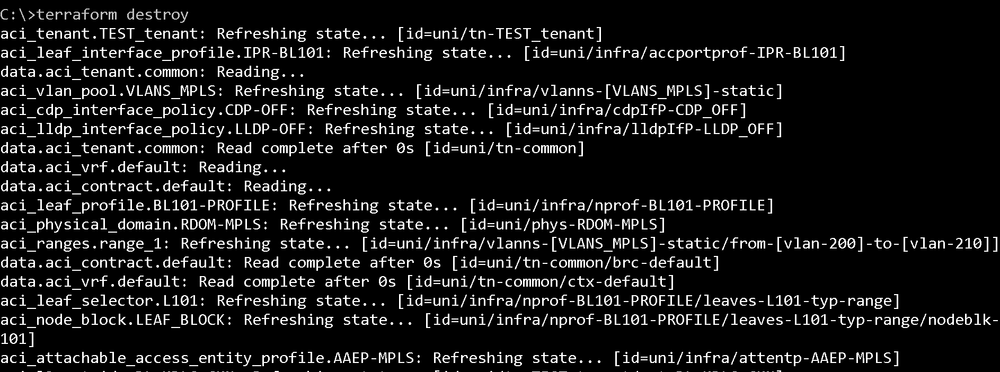 C:\>terraform destroy
aci_tenant.TEST_tenant: Refreshing state... [id=uni/tn-TEST_tenant]
aci_leaf_interface_profile.IPR-BL101: Refreshing state... [id=uni/infra/accportprof-IPR-BL101]
data.aci_tenant.common: Reading...
aci_vlan_pool.VLANS_MPLS: Refreshing state... [id=uni/infra/vlanns-[VLANS_MPLS]-static]
aci_cdp_interface_policy.CDP-OFF: Refreshing state... [id=uni/infra/cdpIfP-CDP_OFF]
aci_lldp_interface_policy.LLDP-OFF: Refreshing state... [id=uni/infra/lldpIfP-LLDP_OFF]
data.aci_tenant.common: Read complete after 0s [id=uni/tn-common]
data.aci_vrf.default: Reading...
data.aci_contract.default: Reading...
aci_leaf_profile.BL101-PROFILE: Refreshing state... [id=uni/infra/nprof-BL101-PROFILE]
aci_physical_domain.RDOM-MPLS: Refreshing state... [id=uni/phys-RDOM-MPLS]
aci_ranges.range_1: Refreshing state... [id=uni/infra/vlanns-[VLANS_MPLS]-static/from-[vlan-200]-to-[vlan-210]]
data.aci_contract.default: Read complete after 0s [id=uni/tn-common/brc-default]
data.aci_vrf.default: Read complete after 0s [id=uni/tn-common/ctx-default]
aci_leaf_selector.L101: Refreshing state... [id=uni/infra/nprof-BL101-PROFILE/leaves-L101-typ-range]
aci_node_block.LEAF_BLOCK: Refreshing state... [id=uni/infra/nprof-BL101-PROFILE/leaves-L101-typ-range/nodeblk-
101]
aci_attachable_access_entity_profile.AAEP-MPLS: Refreshing state... [id=uni/infra/attentp-AAEP-MPLS]